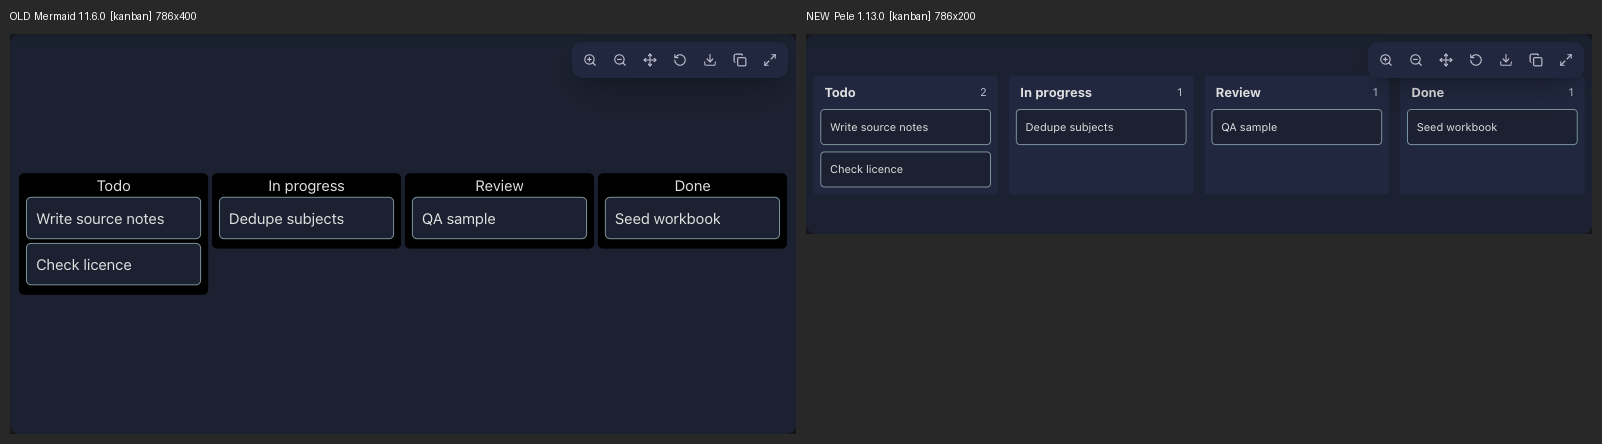 OLD Mermaid 11.6.0 [kanban] 786x400
Todo
Write source notes
Check licence
In progress
Dedupe subjects
Review
QA sample
Done
Seed workbook
NEW Pele 1.13.0 [kanban] 786x200
Todo 2
Write source notes
Check licence
In progress 1
Dedupe subjects
Review 1
QA sample
Done 1
Seed workbook